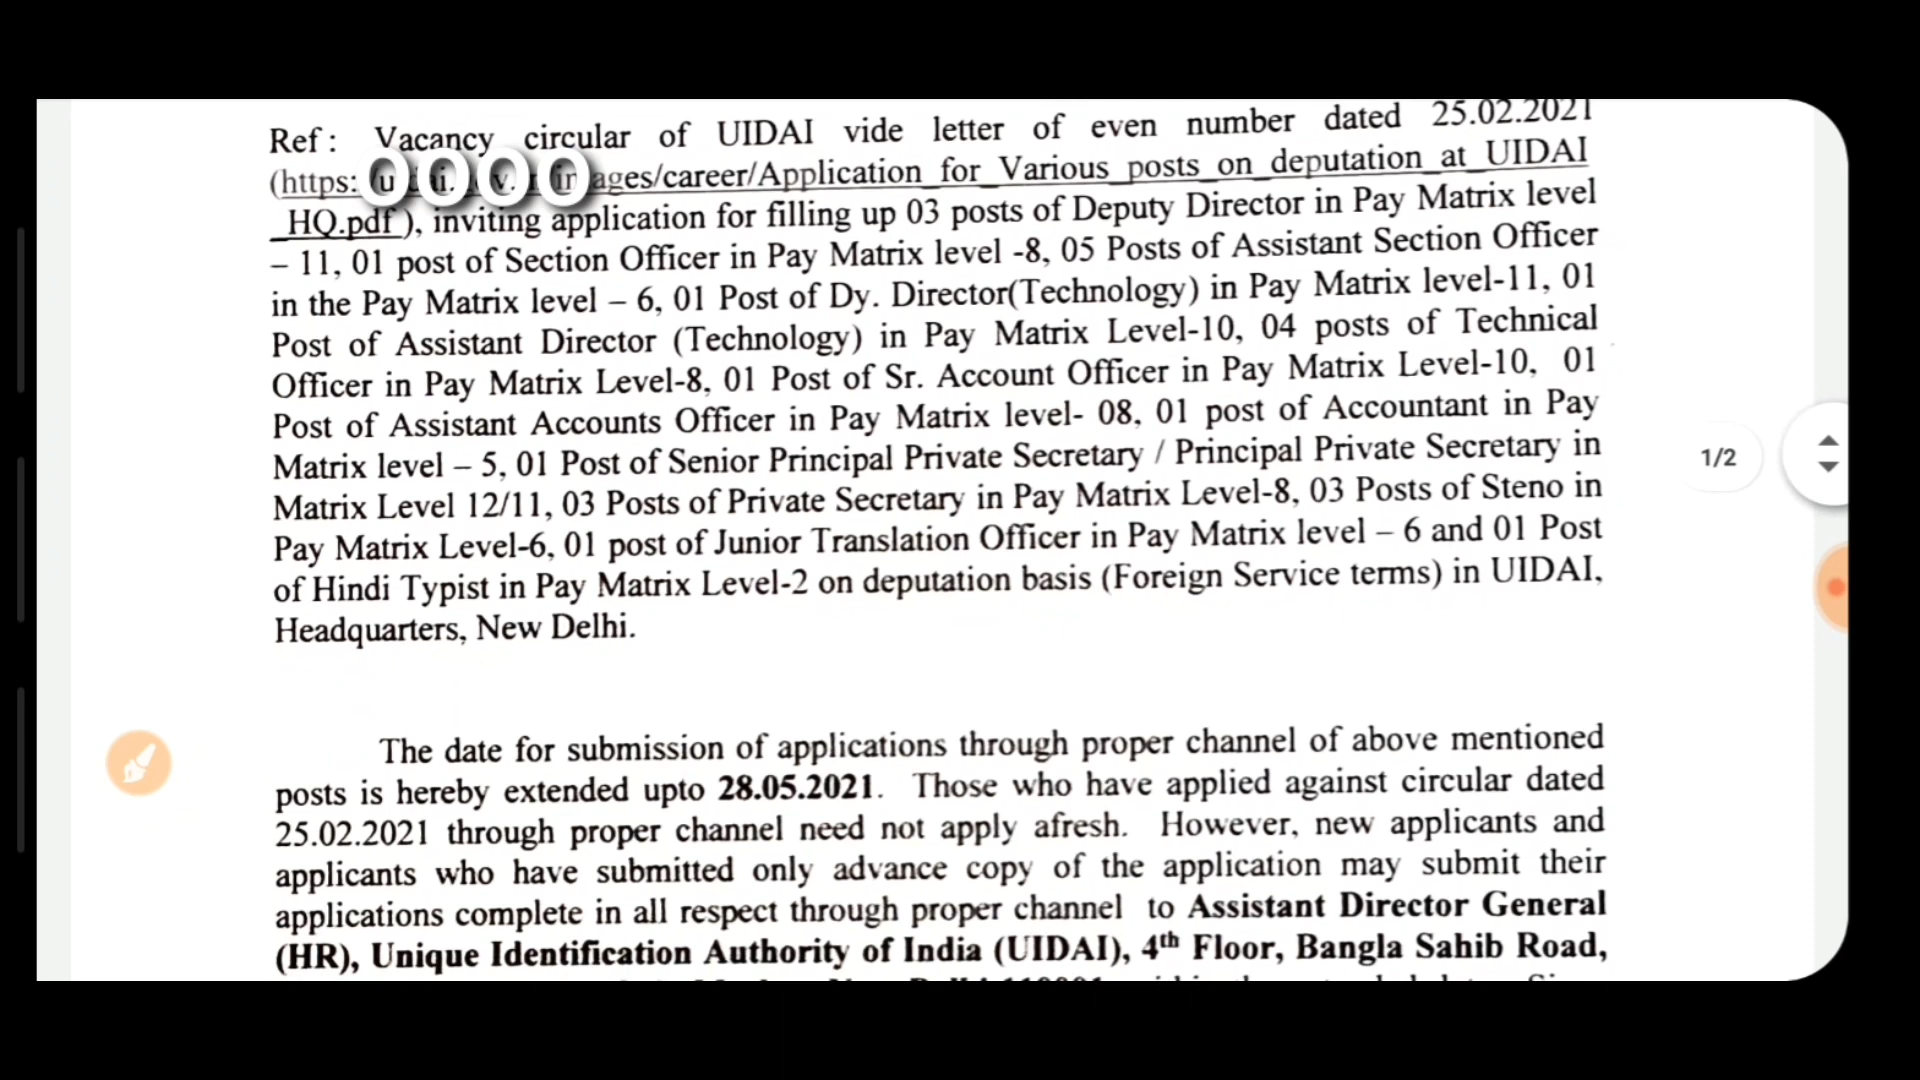 Ref : Vacancy circular of UIDAI vide letter of even number dated 25.02.2021
OOOO
(https: ages/career/Application_for_Various_posts_on_deputation_at_UIDAI
_HQ.pdf ), inviting application for filling up 03 posts of Deputy Director in Pay Matrix level
– 11, 01 post of Section Officer in Pay Matrix level -8, 05 Posts of Assistant Section Officer
in the Pay Matrix level – 6, 01 Post of Dy. Director(Technology) in Pay Matrix level-11, 01
Post of Assistant Director (Technology) in Pay Matrix Level-10, 04 posts of Technical
Officer in Pay Matrix Level-8, 01 Post of Sr. Account Officer in Pay Matrix Level-10, 01
Post of Assistant Accounts Officer in Pay Matrix level- 08, 01 post of Accountant in Pay
Matrix level – 5, 01 Post of Senior Principal Private Secretary / Principal Private Secretary in
Matrix Level 12/11, 03 Posts of Private Secretary in Pay Matrix Level-8, 03 Posts of Steno in
Pay Matrix Level-6, 01 post of Junior Translation Officer in Pay Matrix level – 6 and 01 Post
of Hindi Typist in Pay Matrix Level-2 on deputation basis (Foreign Service terms) in UIDAI,
Headquarters, New Delhi.
1/2
The date for submission of applications through proper channel of above mentioned
posts is hereby extended upto 28.05.2021. Those who have applied against circular dated
25.02.2021 through proper channel need not apply afresh. However, new applicants and
applicants who have submitted only advance copy of the application may submit their
applications complete in all respect through proper channel to Assistant Director General
(HR), Unique Identification Authority of India (UIDAI), 4th Floor, Bangla Sahib Road,